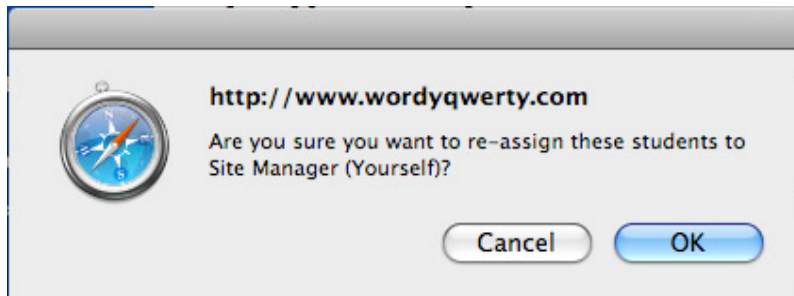 http://www.wordyqwerty.com
Are you sure you want to re-assign these students to
Site Manager (Yourself)?
Cancel OK